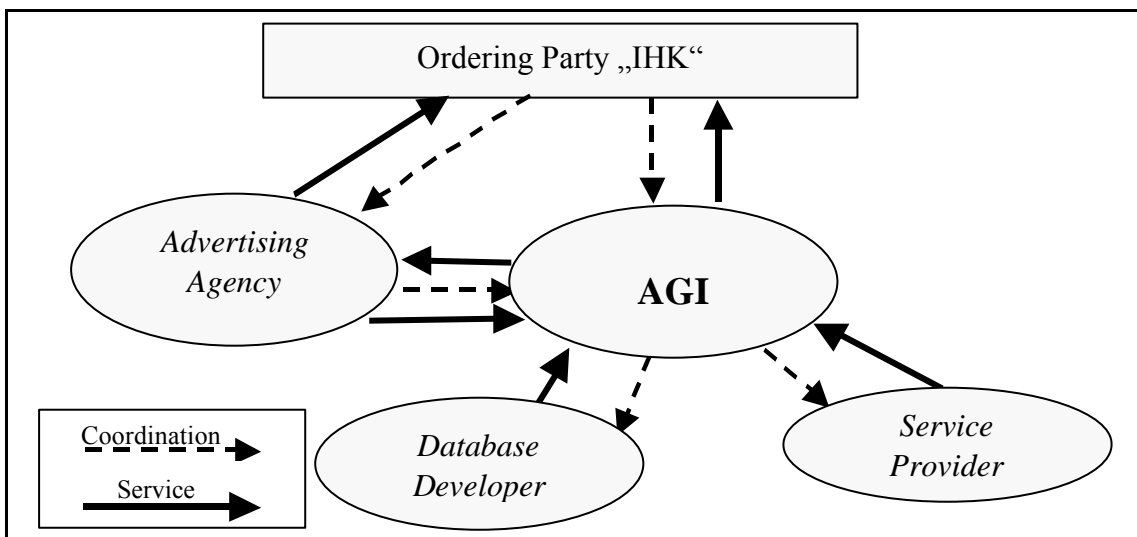 Ordering Party „IHK“
Advertising
Agency
AGI
Database
Developer
Service
Provider
Coordination
Service